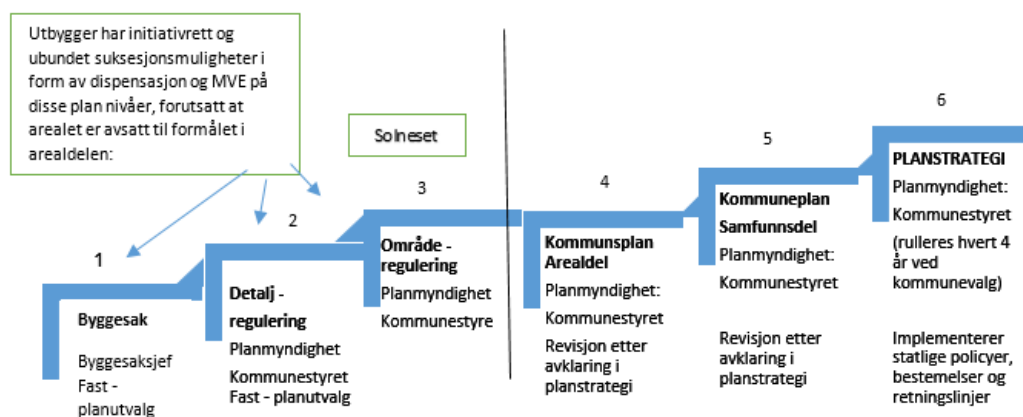 Utbygger har initiativrett og
ubundet suksesjonsmuligheter i
form av dispensasjon og MVE på
disse plan nivåer, forutsatt at
arealet er avsatt til formålet i
arealdelen:
Solneset
1
Byggesak
Byggesaksjef
Fast -
planutvalg
2
Detalj -
regulering
Planmyndighet
Kommunestyret
Fast - planutvalg
3
Område -
regulering
Planmyndighet
Kommunestyre
4
Kommunsplan
Arealdel
Planmyndighet:
Kommunestyret
Revisjon etter
avklaring i
planstrategi
5
Kommuneplan
Samfunnsdel
Planmyndighet:
Kommunestyret
Revisjon etter
avklaring i
planstrategi
6
PLANSTRATEGI
Planmyndighet:
Kommunestyret
(rulleres hvert 4
år ved
kommunevalg)
Implementerer
statlige policyer,
bestemelser og
retningslinjer